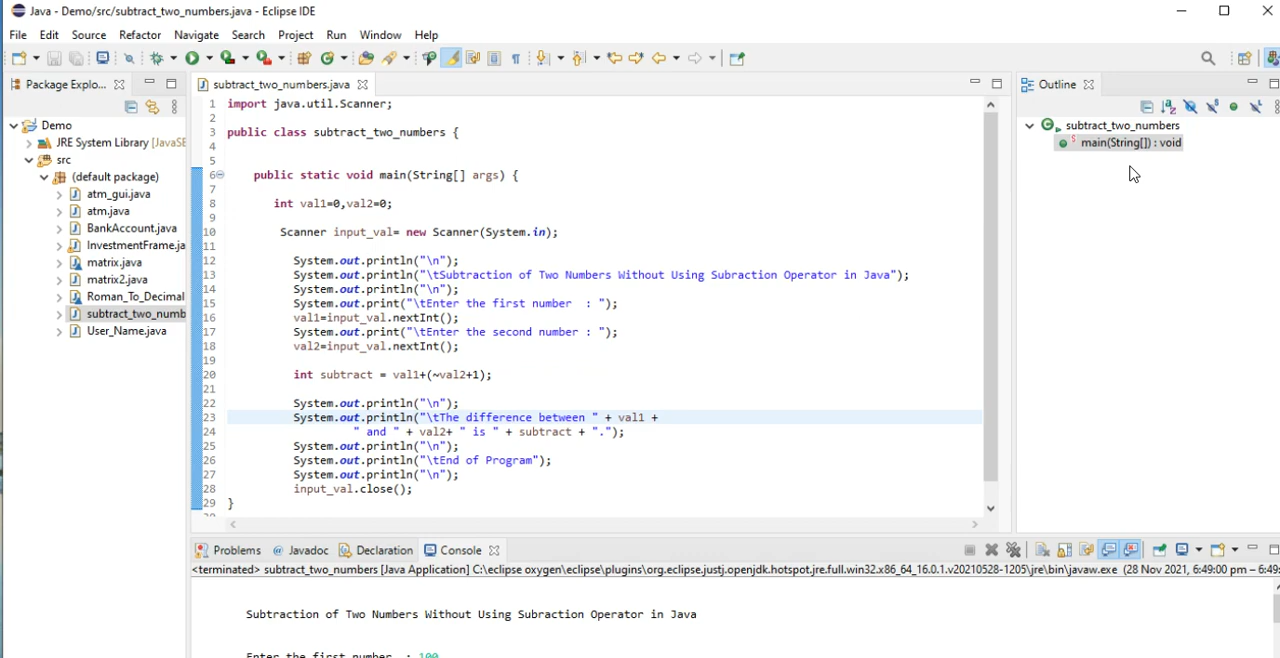 Java - Demo/src/subtract_two_numbers.java - Eclipse IDE
File Edit Source Refactor Navigate Search Project Run Window Help
Package Explo...
Demo
JRE System Library [JavaSE
src
(default package)
atm_gui.java
atm.java
BankAccount.java
InvestmentFrame.ja
matrix.java
matrix2.java
Roman_To_Decimal
subtract_two_numb
User_Name.java
subtract_two_numbers.java
1 import java.util.Scanner;
2
3 public class subtract_two_numbers {
4
5
6 public static void main(String[] args) {
7
8 int val1=0,val2=0;
9
10 Scanner input_val= new Scanner(System.in);
11
12 System.out.println("\n");
13 System.out.println("\tSubtraction of Two Numbers Without Using Subraction Operator in Java");
14 System.out.println("\n");
15 System.out.print("\tEnter the first number  : ");
16 val1=input_val.nextInt();
17 System.out.print("\tEnter the second number : ");
18 val2=input_val.nextInt();
19
20 int subtract = val1+(~val2+1);
21
22 System.out.println("\n");
23 System.out.println("\tThe difference between " + val1 +
24 " and " + val2+ " is " + subtract + ".");
25 System.out.println("\n");
26 System.out.println("\tEnd of Program");
27 System.out.println("\n");
28 input_val.close();
29 }
Outline
subtract_two_numbers
main(String[]) : void
Problems @ Javadoc Declaration Console
<terminated> subtract_two_numbers [Java Application] C:\eclipse oxygen\eclipse\plugins\org.eclipse.justj.openjdk.hotspot.jre.full.win32.x86_64_16.0.1.v20210528-1205\jre\bin\javaw.exe (28 Nov 2021, 6:49:00 pm – 6:49:
Subtraction of Two Numbers Without Using Subraction Operator in Java
Enter the first number  : 100